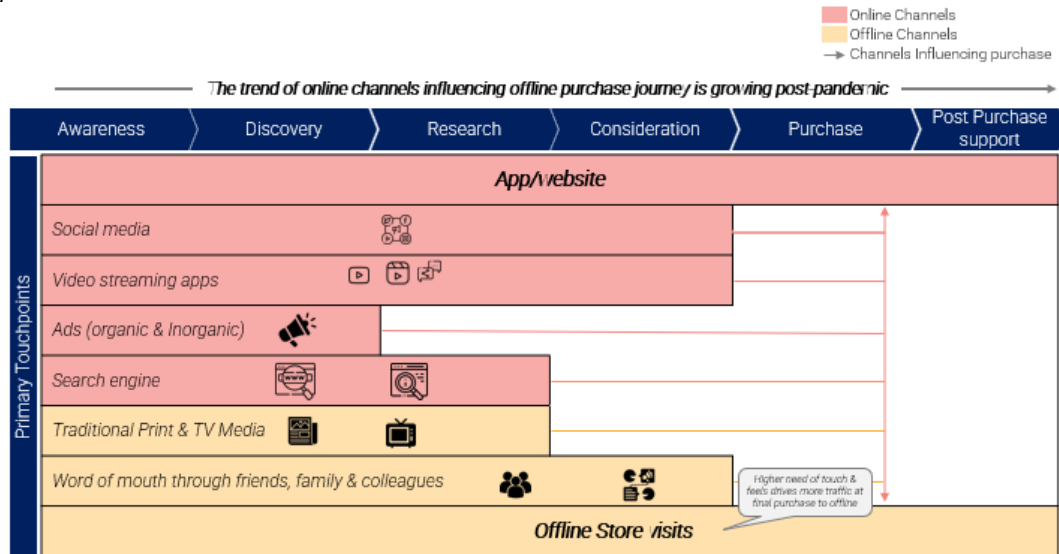 Online Channels
Offline Channels
Channels Influencing purchase
The trend of online channels influencing offline purchase journey is growing post-pandemic
Awareness
Discovery
Research
Consideration
Purchase
Post Purchase
support
Primary Touchpoints
App/website
Social media
Video streaming apps
Ads (organic & Inorganic)
Search engine
www
Traditional Print & TV Media
Word of mouth through friends, family & colleagues
Higher need of touch &
feels drives more traffic at
final purchase to offline
Offline Store visits